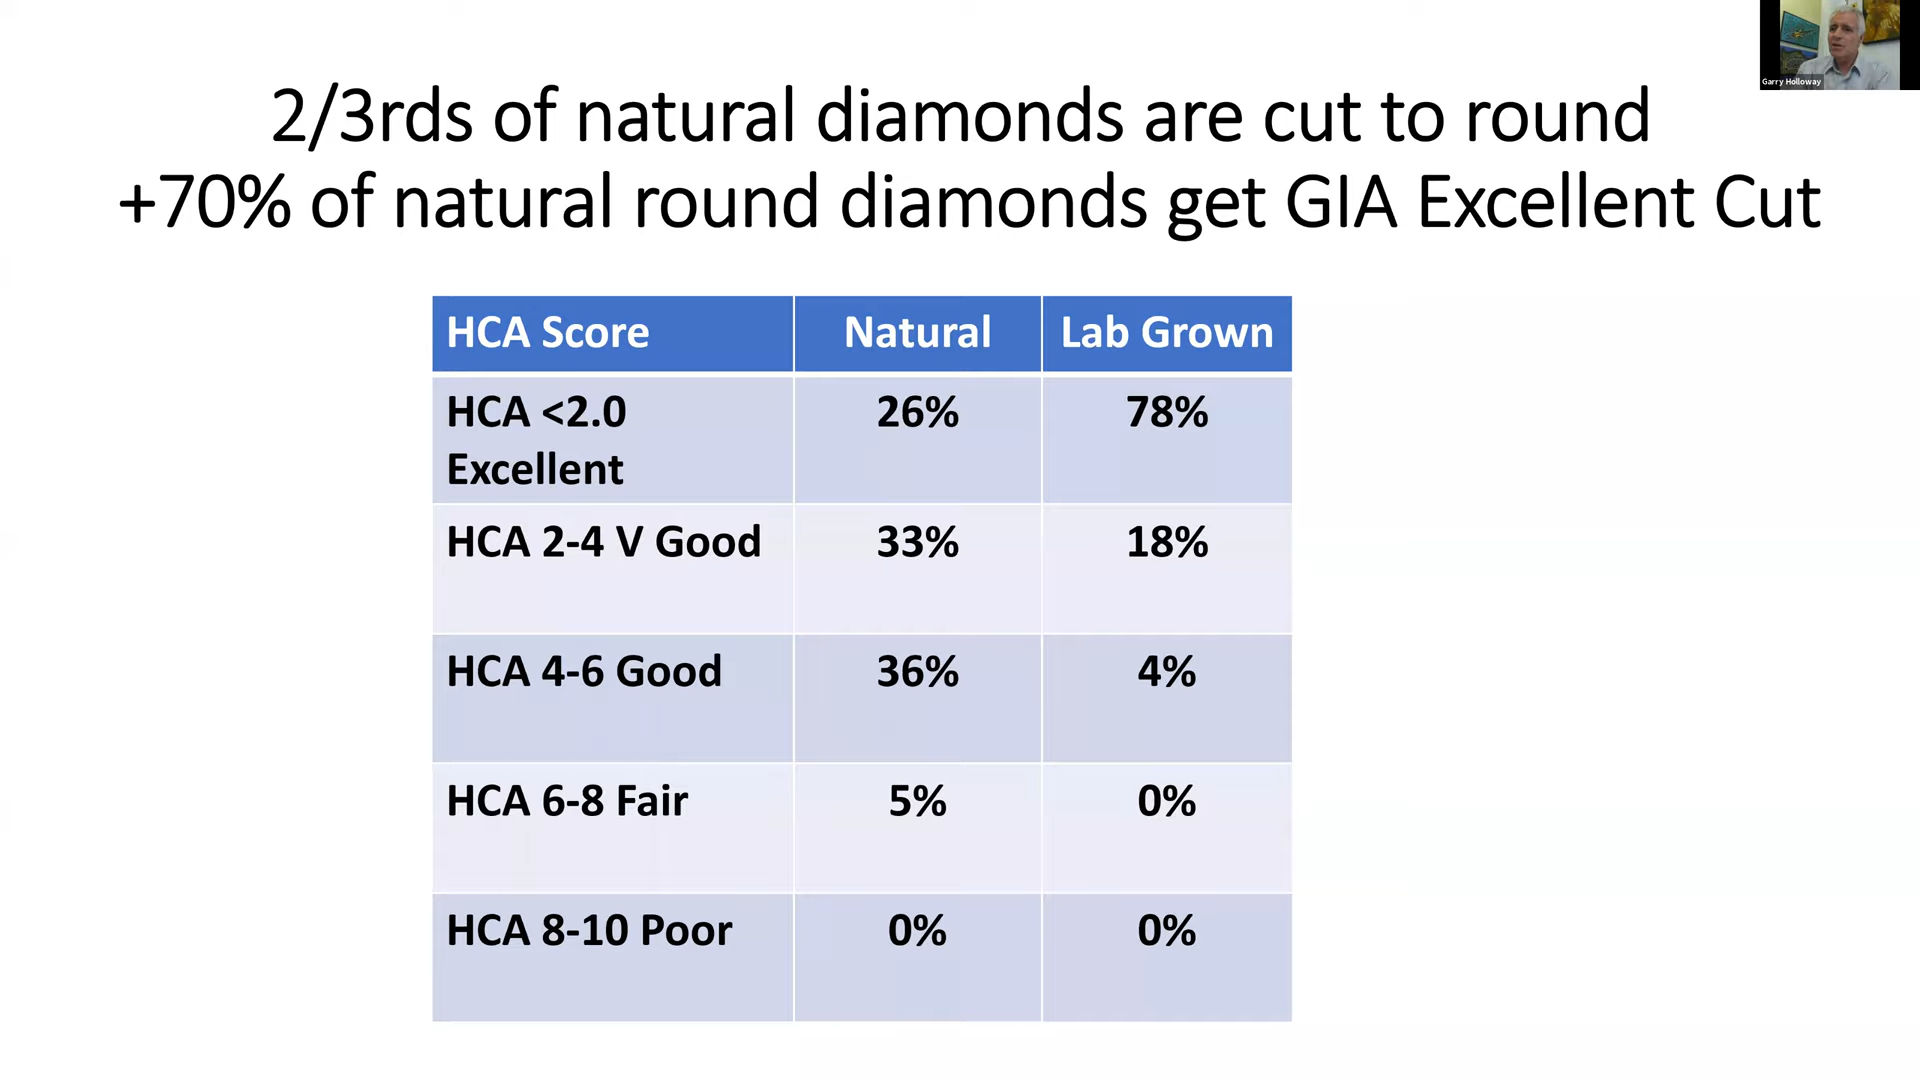 Garry Holloway
2/3rds of natural diamonds are cut to round
+70% of natural round diamonds get GIA Excellent Cut
HCA Score Natural Lab Grown
HCA <2.0 26% 78%
Excellent
HCA 2-4 V Good 33% 18%
HCA 4-6 Good 36% 4%
HCA 6-8 Fair 5% 0%
HCA 8-10 Poor 0% 0%